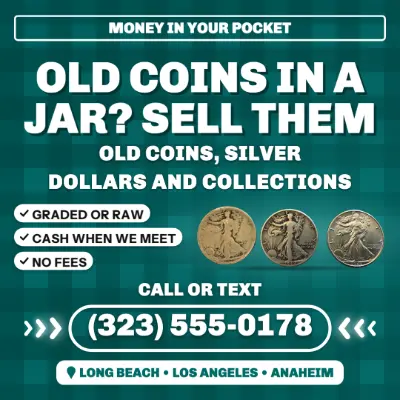 MONEY IN YOUR POCKET
OLD COINS IN A
JAR? SELL THEM
OLD COINS, SILVER
DOLLARS AND COLLECTIONS
GRADED OR RAW
CASH WHEN WE MEET
NO FEES
CALL OR TEXT
(323) 555-0178
LONG BEACH • LOS ANGELES • ANAHEIM